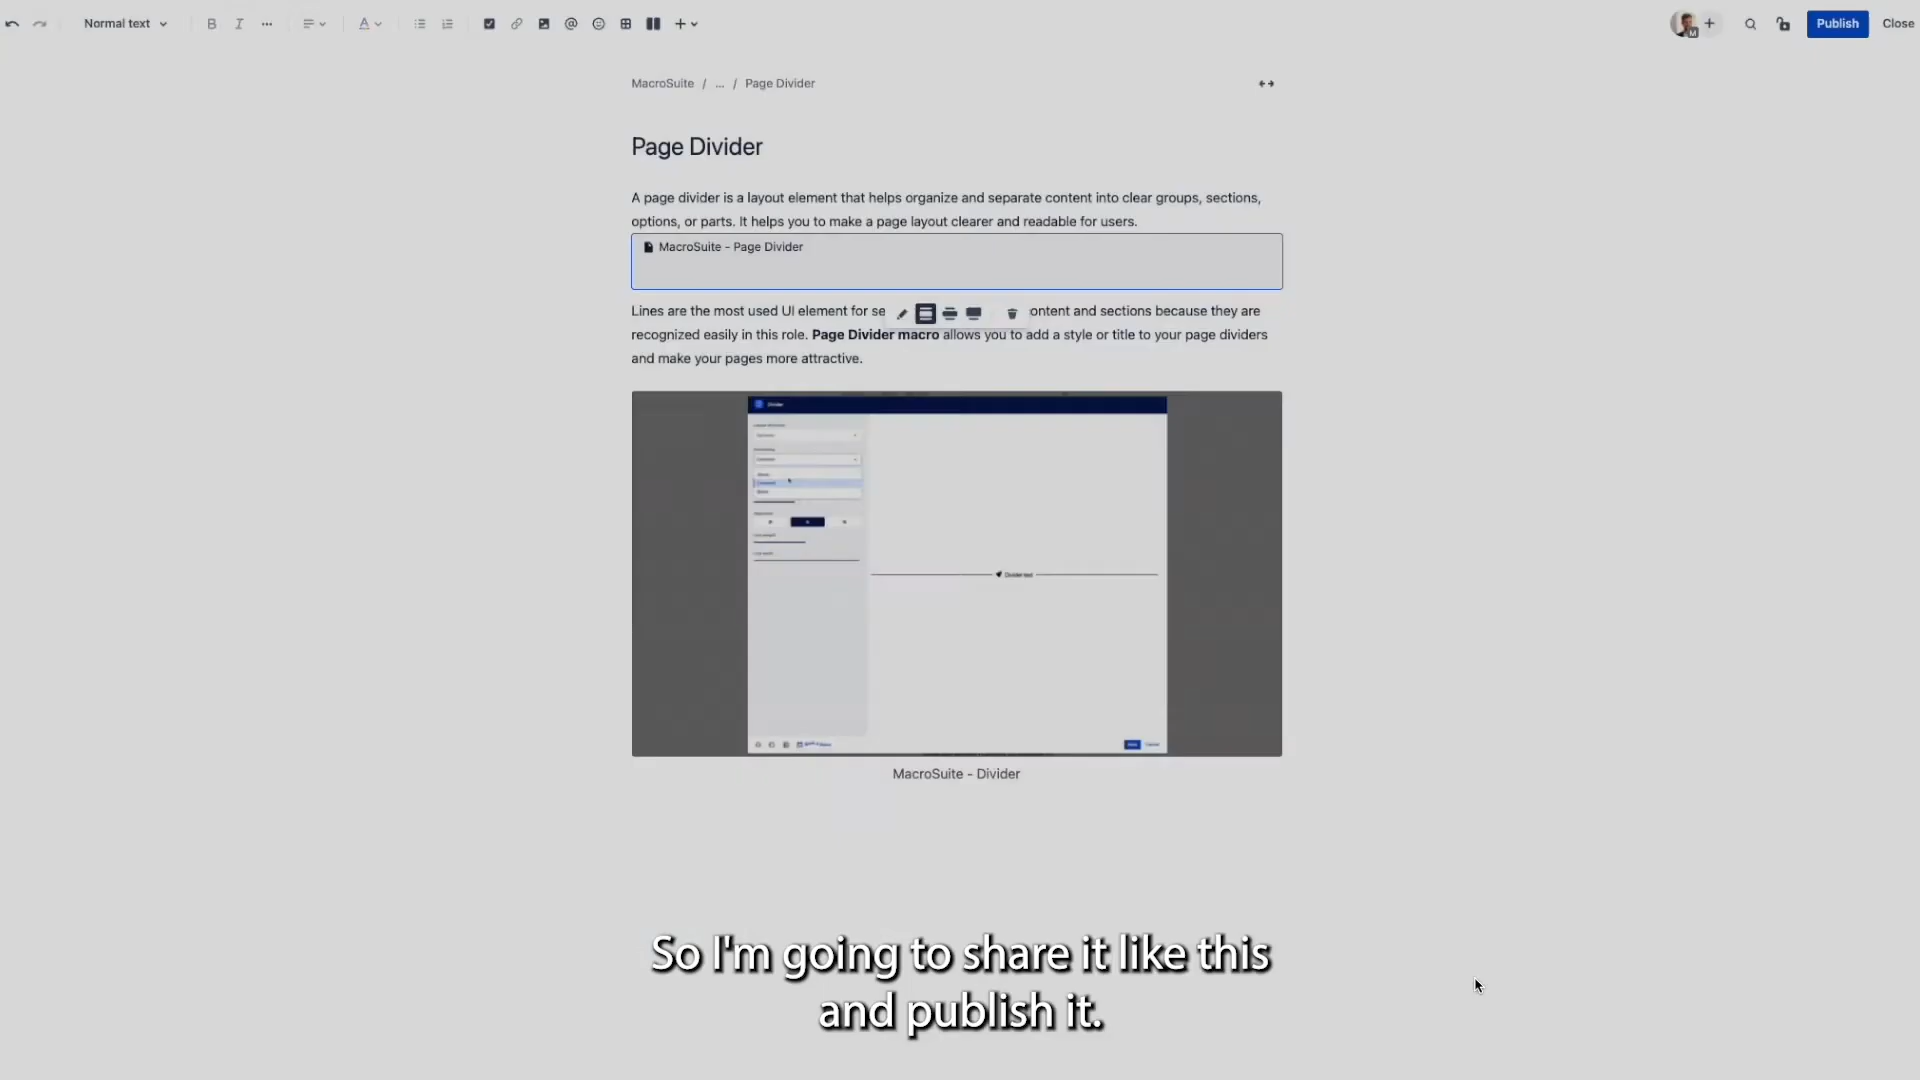 Normal text
Publish
Close
MacroSuite / ... / Page Divider
Page Divider
A page divider is a layout element that helps organize and separate content into clear groups, sections,
options, or parts. It helps you to make a page layout clearer and readable for users.
MacroSuite - Page Divider
Lines are the most used UI element for se ontent and sections because they are
recognized easily in this role. Page Divider macro allows you to add a style or title to your page dividers
and make your pages more attractive.
Divider
Divider text
MacroSuite - Divider
So I'm going to share it like this
and publish it.